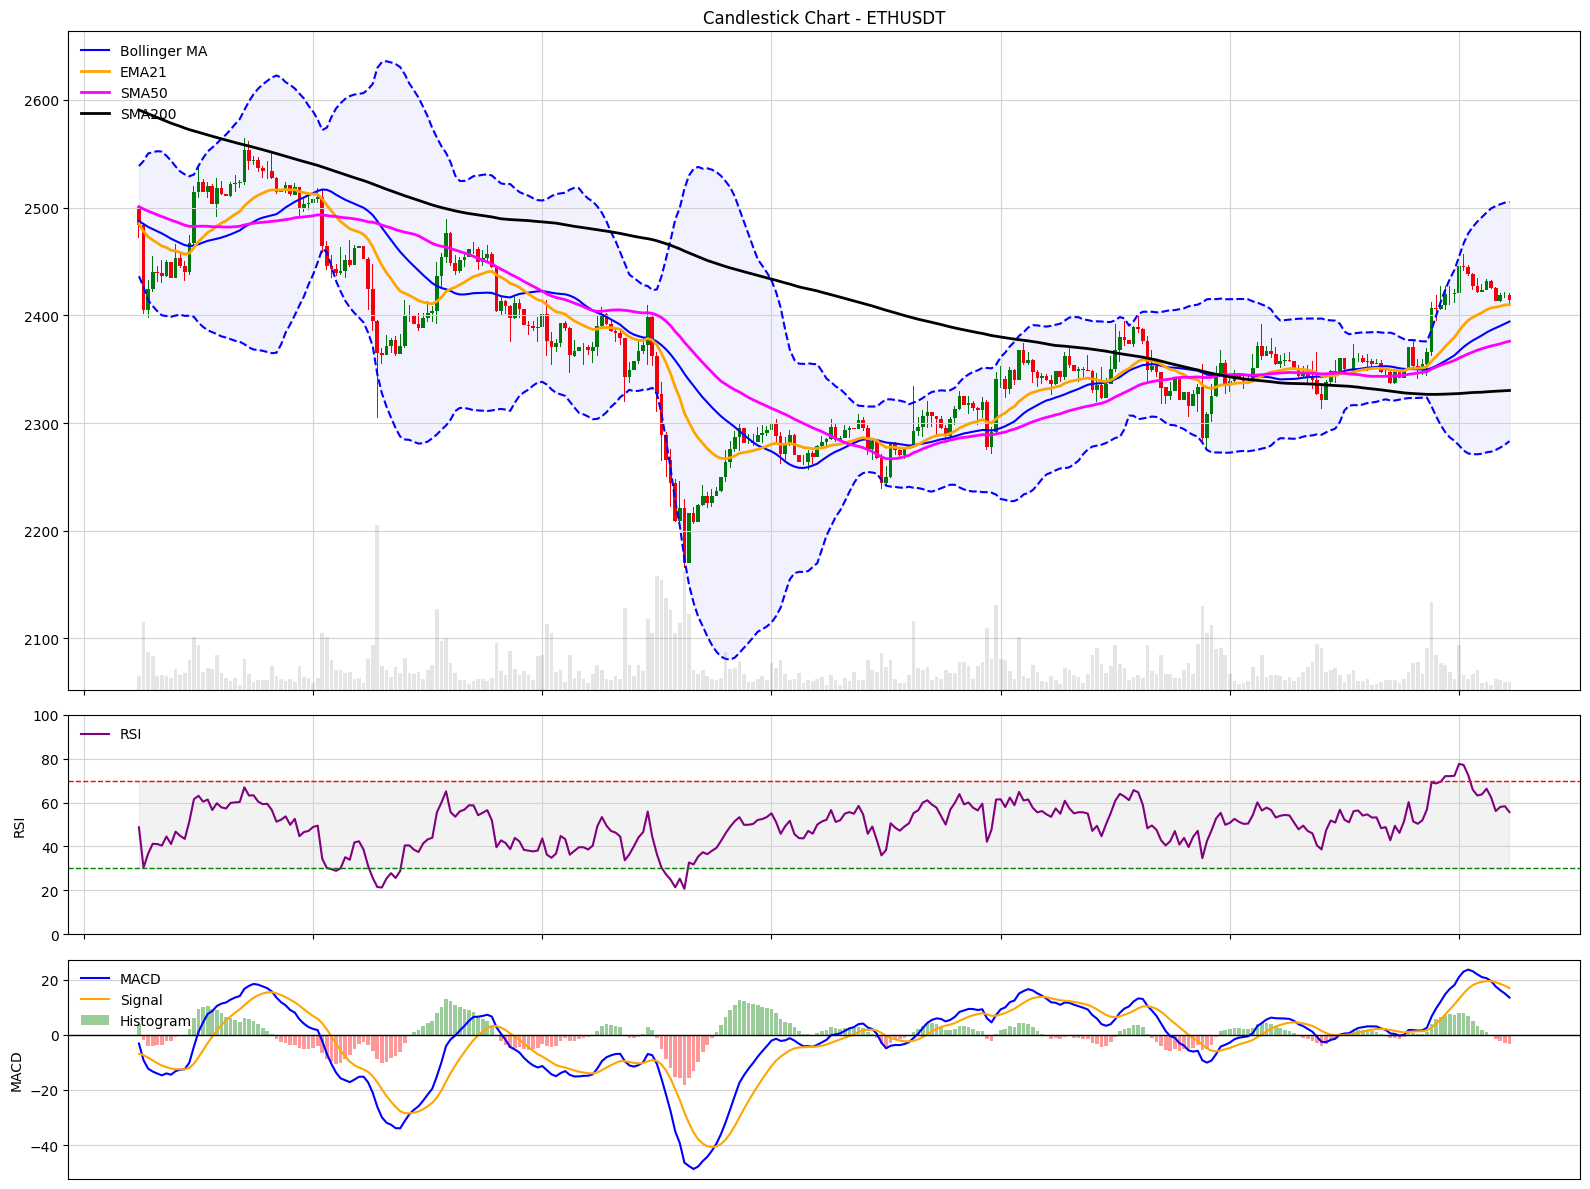 Candlestick Chart - ETHUSDT
Bollinger MA
EMA21
SMA50
SMA200
2600
2500
2400
2300
2200
2100
RSI
100
80
60
40
20
0
RSI
MACD
Signal
Histogram
20
0
−20
−40
MACD